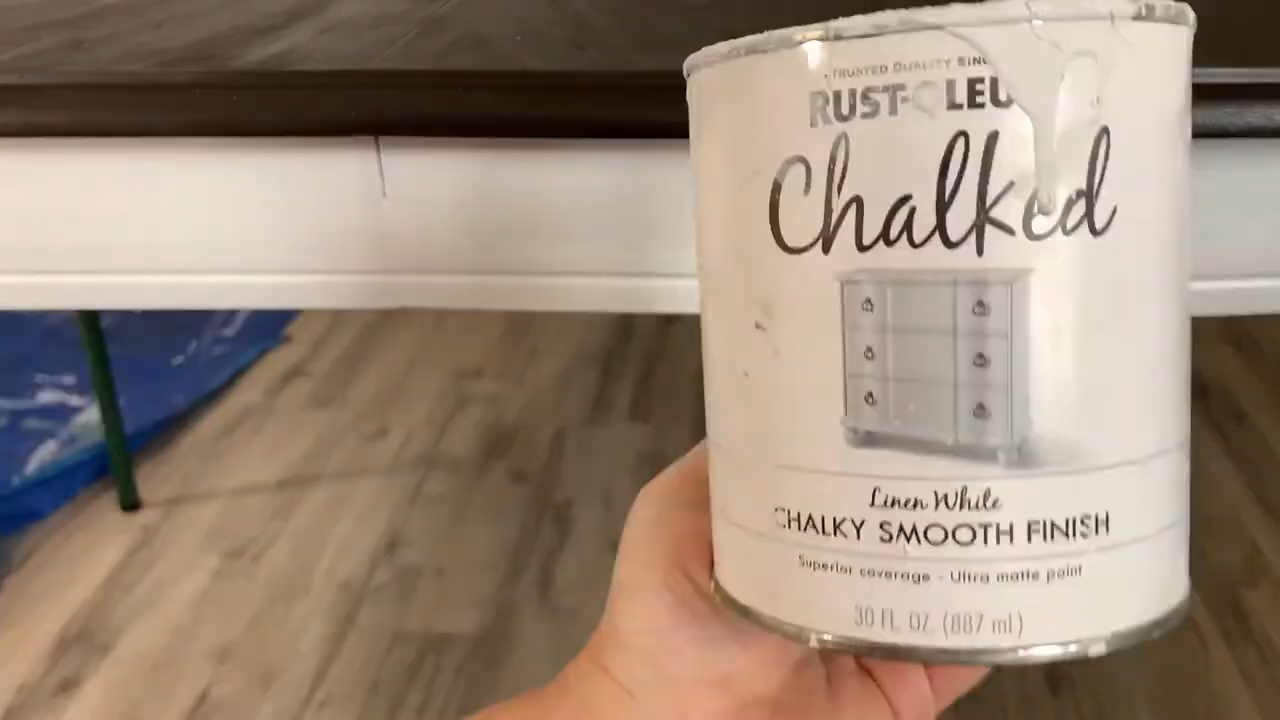 TRUSTED QUALITY SINC
RUST-OLEU
Chalked
Linen White
CHALKY SMOOTH FINISH
Superior coverage - Ultra matte paint
30 FL. OZ. (887 ml)